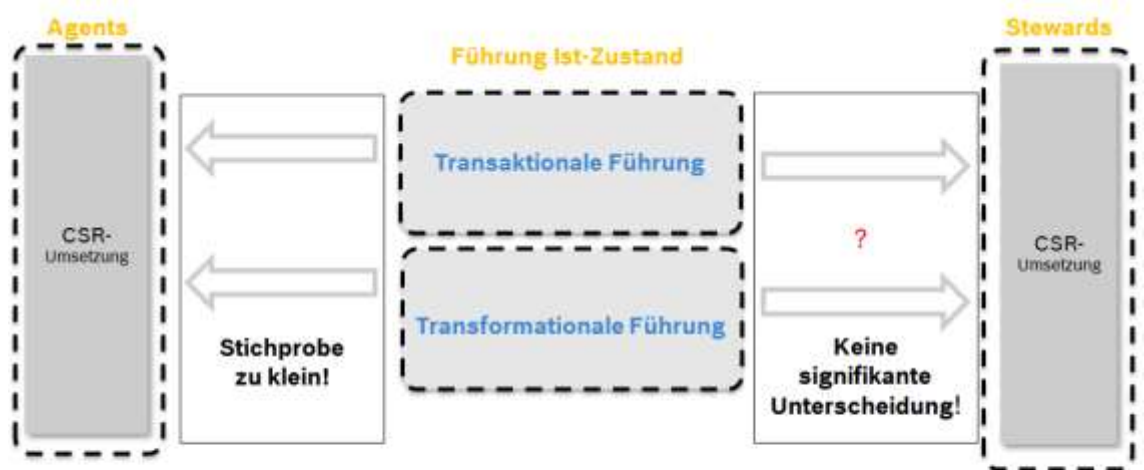 Agents
Stewards
Führung Ist-Zustand
Transaktionale Führung
CSR-
Umsetzung
?
CSR-
Umsetzung
Transformationale Führung
Stichprobe
zu klein!
Keine
signifikante
Unterscheidung!